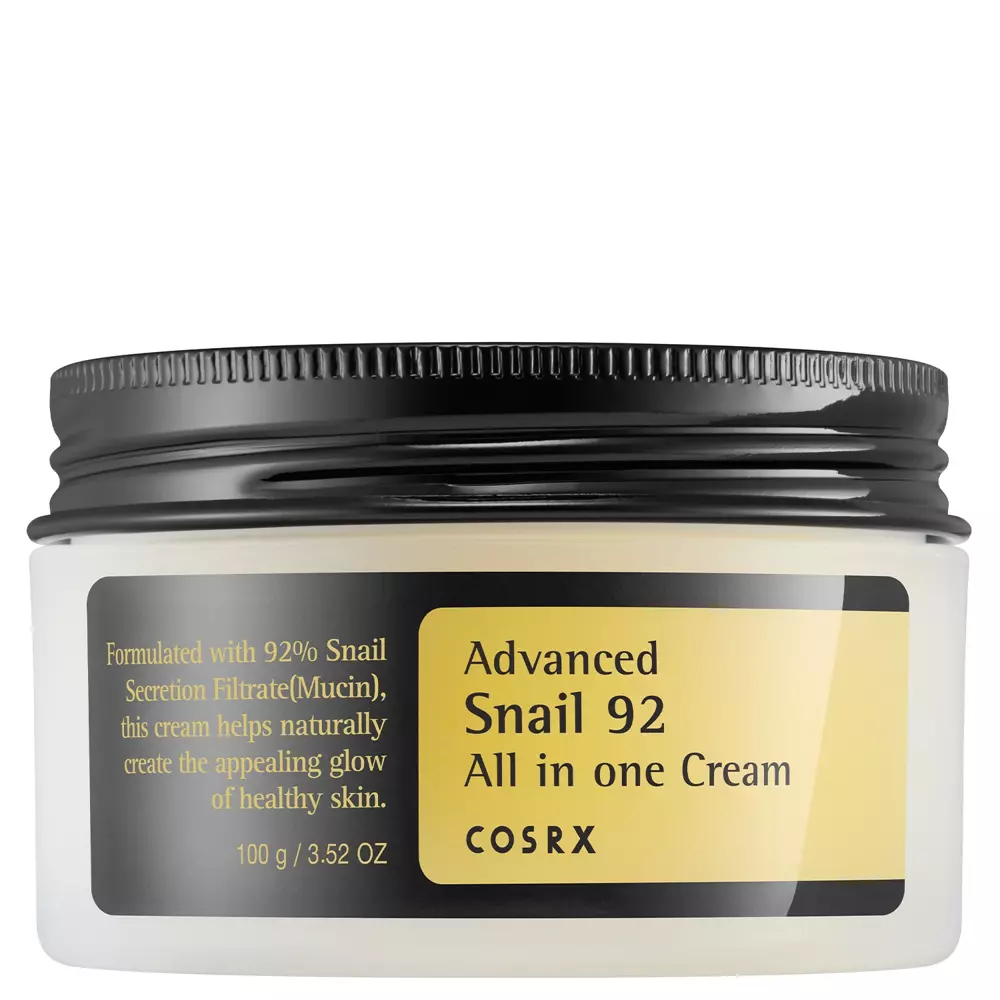 Formulated with 92% Snail
Secretion Filtrate(Mucin),
this cream helps naturally
create the appealing glow
of healthy skin.
100 g / 3.52 OZ
Advanced
Snail 92
All in one Cream
COSRX